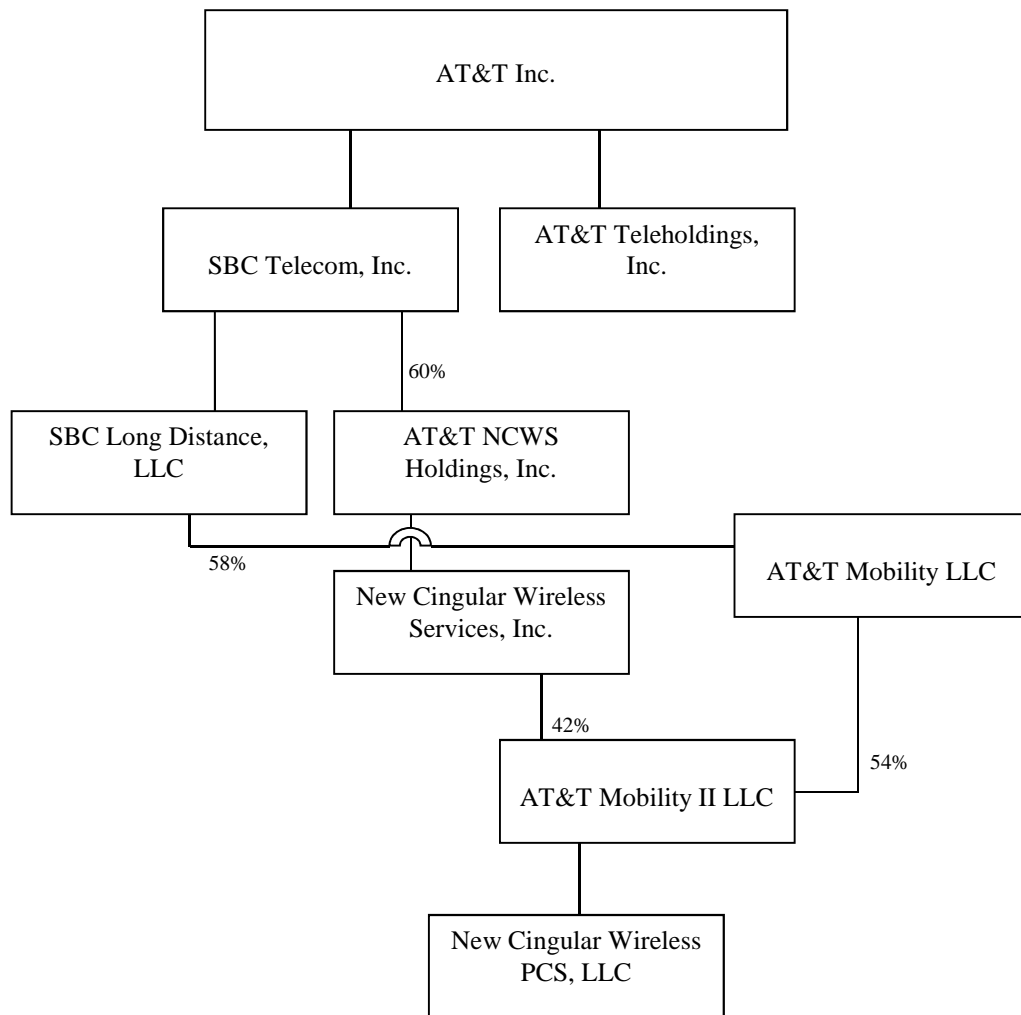 AT&T Inc.
SBC Telecom, Inc.
AT&T Teleholdings,
Inc.
60%
SBC Long Distance,
LLC
AT&T NCWS
Holdings, Inc.
58%
AT&T Mobility LLC
New Cingular Wireless
Services, Inc.
42%
54%
AT&T Mobility II LLC
New Cingular Wireless
PCS, LLC